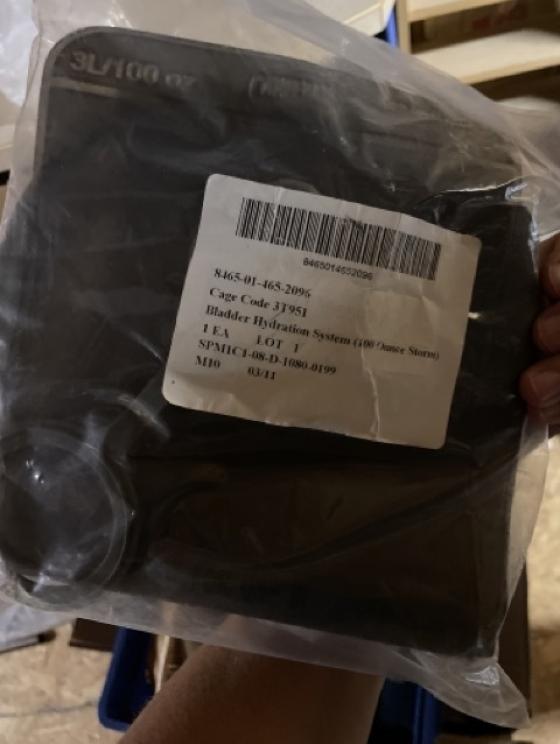 3L/100 oz
8465014652096
8465-01-465-2096
Cage Code 3T951
Bladder Hydration System (100 Ounce Storm)
1 EA LOT 1
SPM1C1-08-D-1080-0199
M10 03/11